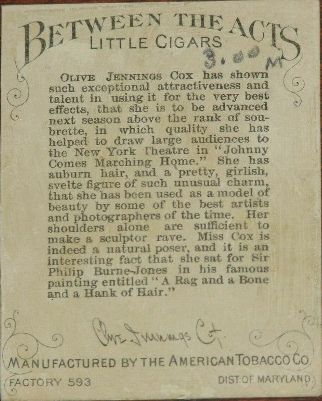 BETWEEN THE ACTS
LITTLE CIGARS
3.00
OLIVE JENNINGS COX has shown
such exceptional attractiveness and
talent in using it for the very best
effects, that she is to be advanced
next season above the rank of sou-
brette, in which quality she has
helped to draw large audiences to
the New York Theatre in "Johnny
Comes Marching Home." She has
auburn hair, and a pretty, girlish,
svelte figure of such unusual charm,
that she has been used as a model of
beauty by some of the best artists
and photographers of the time. Her
shoulders alone are sufficient to
make a sculptor rave. Miss Cox is
indeed a natural poser, and it is an
interesting fact that she sat for Sir
Philip Burne-Jones in his famous
painting entitled "A Rag and a Bone
and a Hank of Hair."
Jennings
MANUFACTURED BY THE AMERICAN TOBACCO CO.
FACTORY 593 DIST. OF MARYLAND.